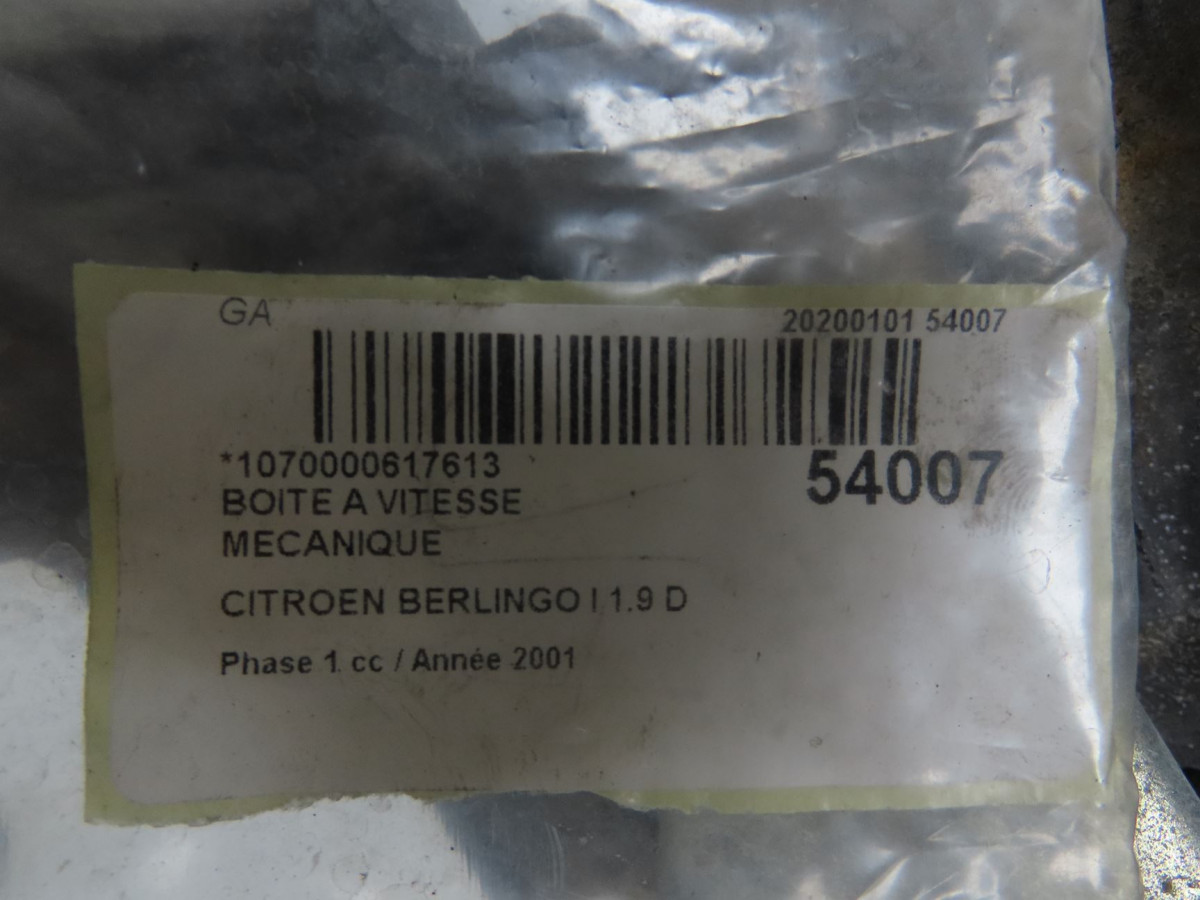 GA
20200101 54007
*1070000617613
54007
BOITE A VITESSE
MECANIQUE
CITROEN BERLINGO I 1.9 D
Phase 1 cc / Année 2001